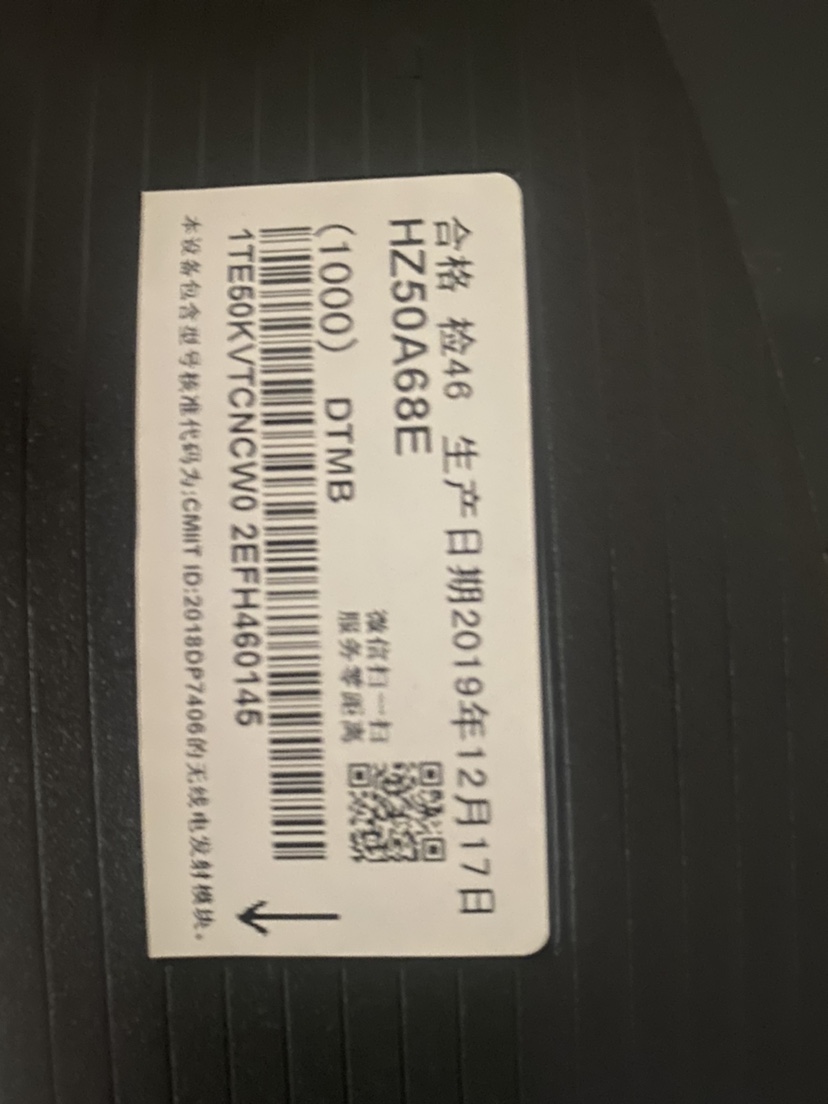 合格 检46 生产日期2019年12月17日
HZ50A68E
微信扫一扫
服务零距离
(1000) DTMB
1TE50KVTCNCW0 2EFH460145
本设备包含型号核准代码为:CMIIT ID:2018DP7406的无线电发射模块。